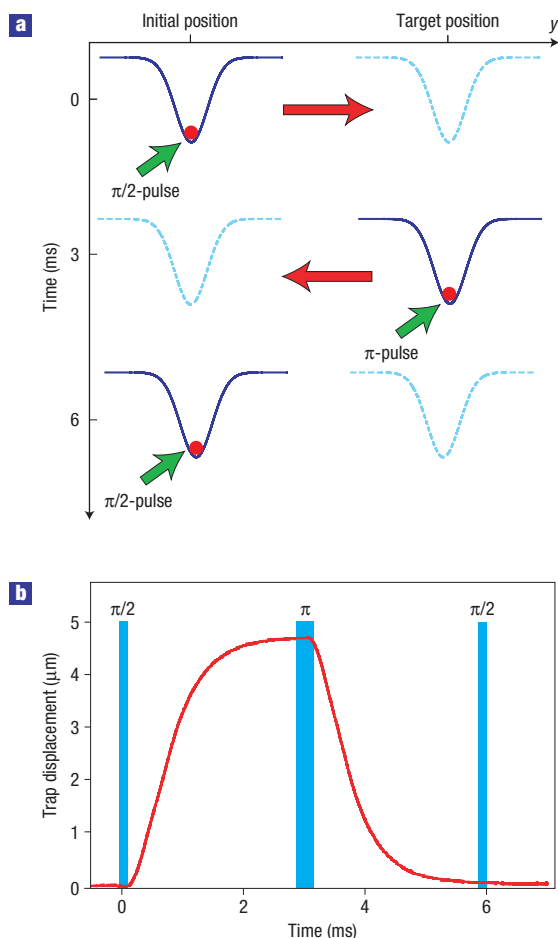 a
Initial position
Target position
y
0
π/2-pulse
3
Time (ms)
π-pulse
6
π/2-pulse
b
π/2
π
π/2
5
4
3
2
1
0
Trap displacement (μm)
0
2
4
6
Time (ms)